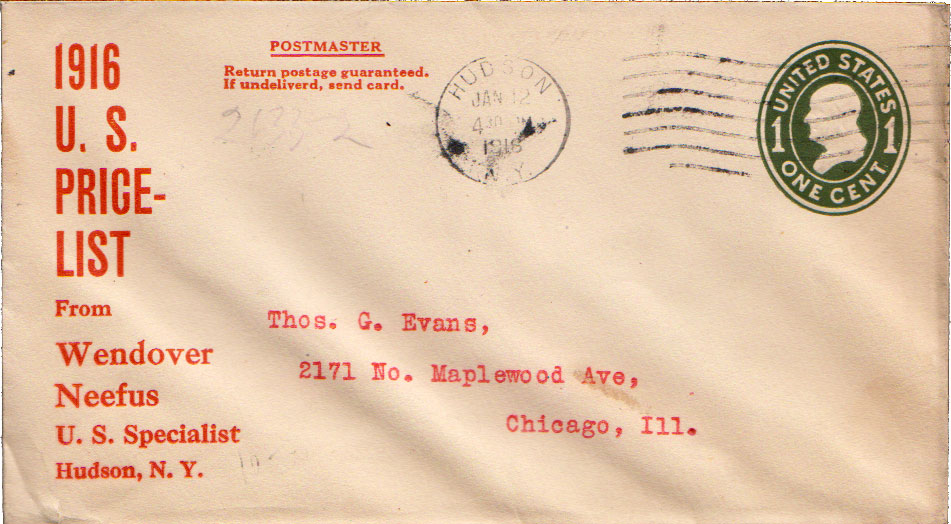 1916
U. S.
PRICE-
LIST
From
Wendover
Neefus
U. S. Specialist
Hudson, N. Y.
POSTMASTER
Return postage guaranteed.
If undeliverd, send card.
HUDSON
JAN 12
1916
N.Y.
UNITED STATES
1 1
ONE CENT
Thos. G. Evans,
2171 No. Maplewood Ave,
Chicago, Ill.